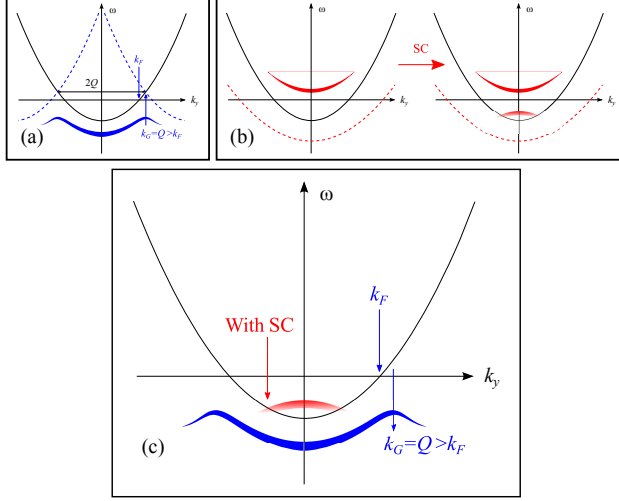 ω
k_F
2Q
k_y
k_G=Q>k_F
(a)
ω
k_y
(b)
SC
ω
k_y
ω
k_F
With SC
k_y
k_G=Q>k_F
(c)